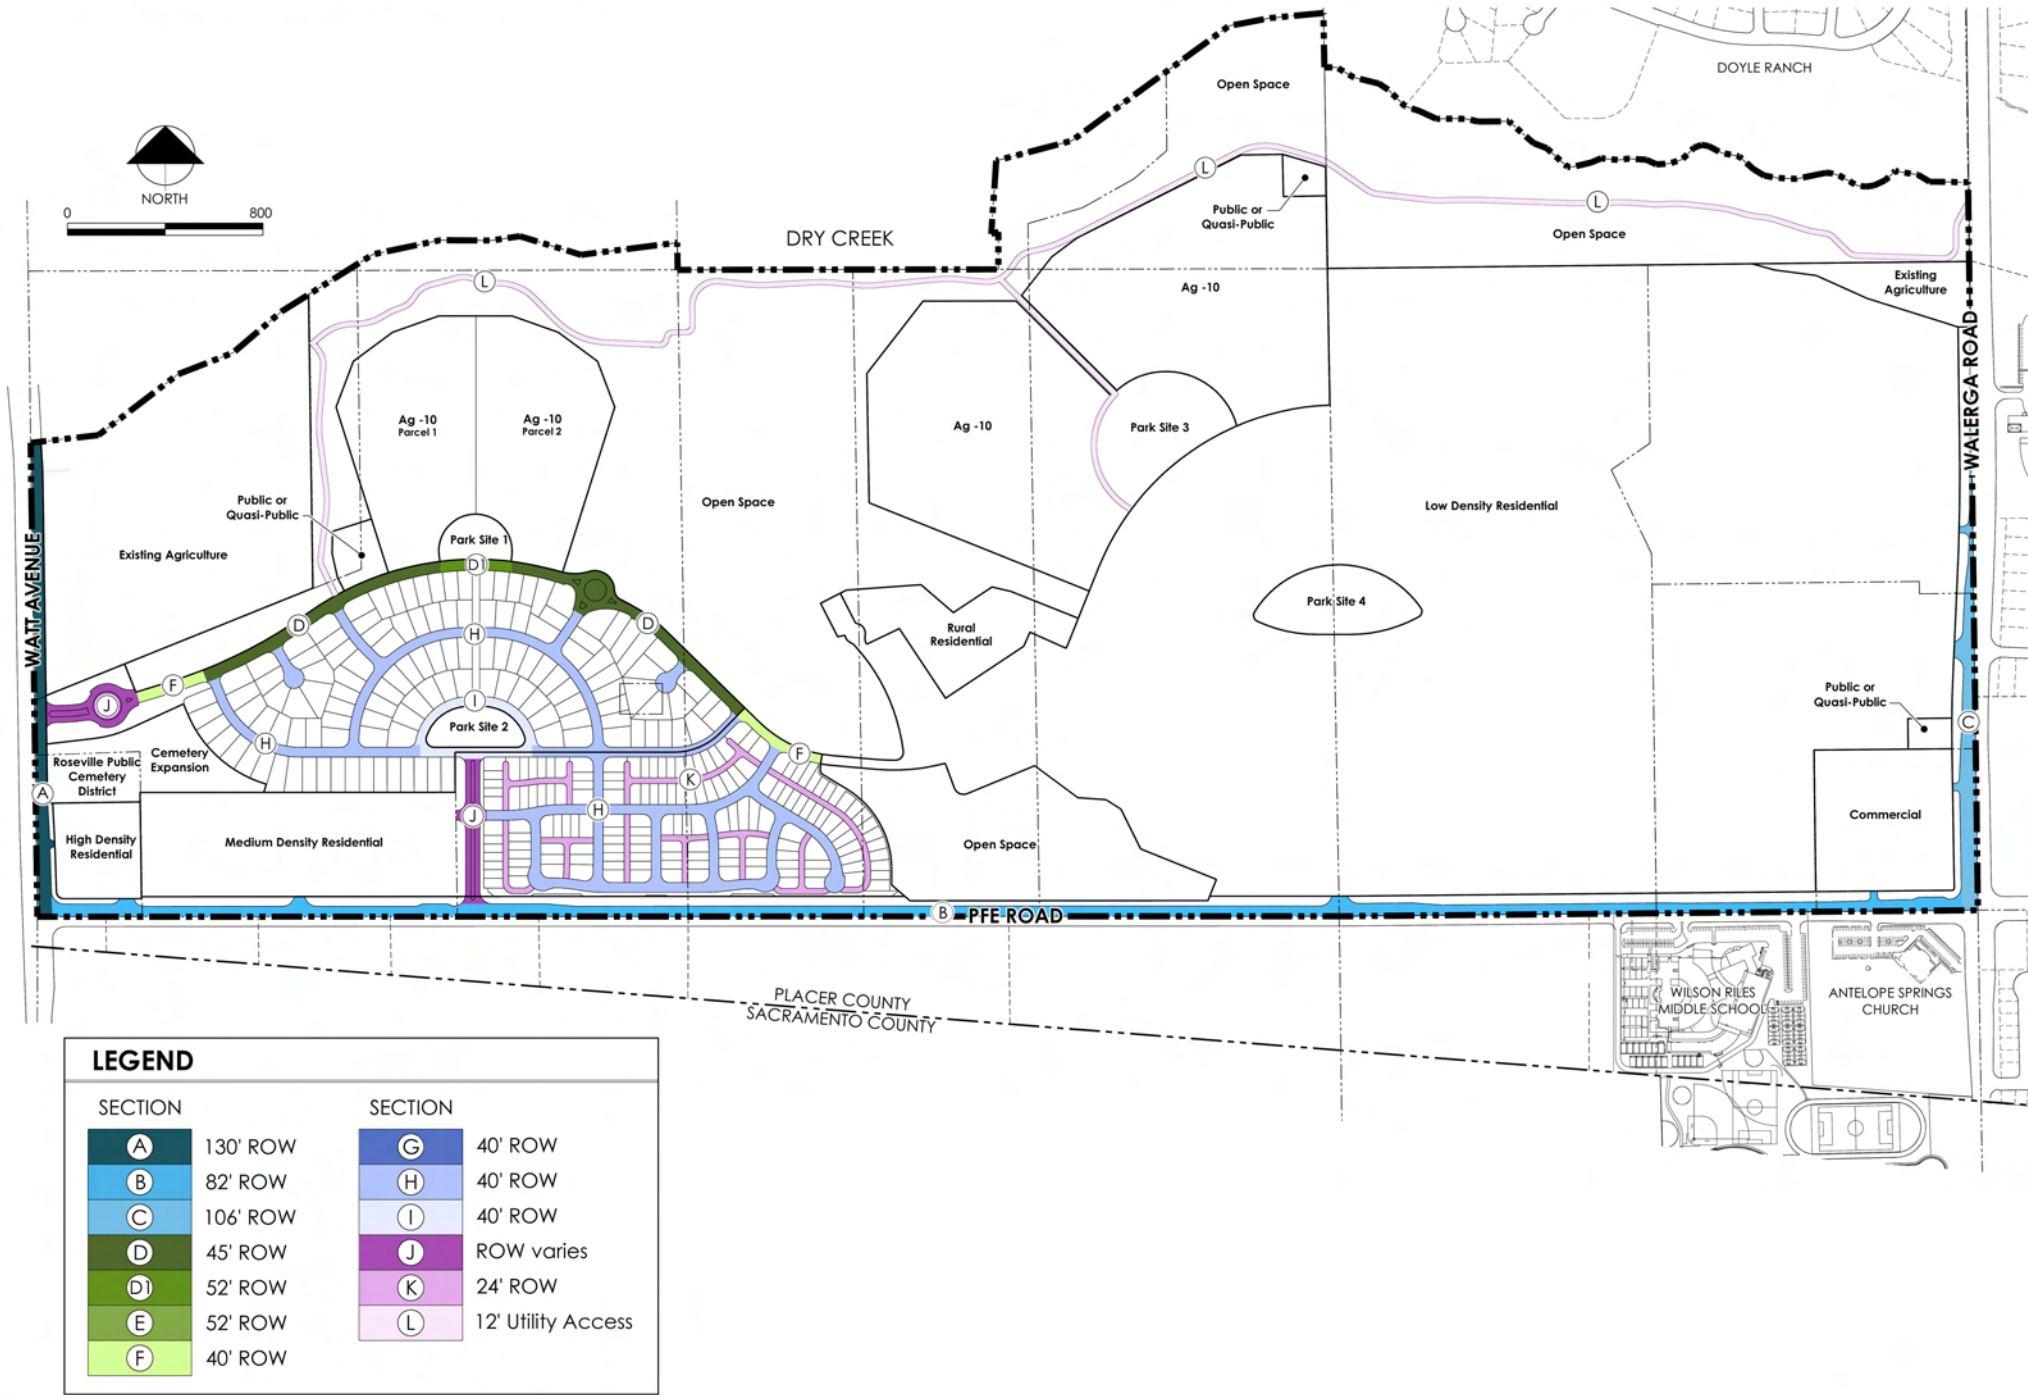 DOYLE RANCH
Open Space
NORTH
0 800
L
L
Public or
Quasi-Public
Open Space
DRY CREEK
L
Ag -10
Existing
Agriculture
WALERGA ROAD
Ag -10
Parcel 1
Ag -10
Parcel 2
Ag -10
Park Site 3
Public or
Quasi-Public
Open Space
Low Density Residential
WATT AVENUE
Existing Agriculture
Park Site 1
D1
Park Site 4
D
D
H
Rural
Residential
F
J
I
Public or
Quasi-Public
Park Site 2
C
H
Cemetery
Expansion
F
Roseville Public
Cemetery
District
K
A
H
J
Commercial
High Density
Residential
Medium Density Residential
Open Space
B PFE ROAD
PLACER COUNTY
SACRAMENTO COUNTY
WILSON RILES
MIDDLE SCHOOL
ANTELOPE SPRINGS
CHURCH
LEGEND
SECTION
A 130' ROW
B 82' ROW
C 106' ROW
D 45' ROW
D1 52' ROW
E 52' ROW
F 40' ROW
SECTION
G 40' ROW
H 40' ROW
I 40' ROW
J ROW varies
K 24' ROW
L 12' Utility Access